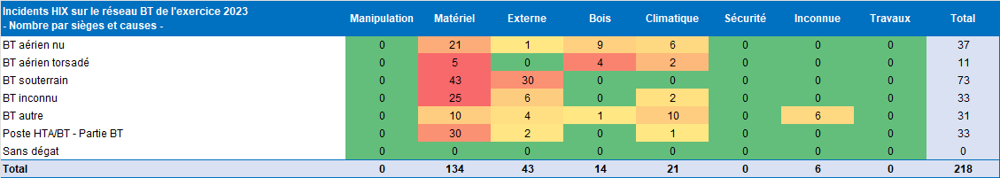 Incidents HIX sur le réseau BT de l'exercice 2023
- Nombre par sièges et causes - Manipulation Matériel Externe Bois Climatique Sécurité Inconnue Travaux Total
BT aérien nu 0 21 1 9 6 0 0 0 37
BT aérien torsadé 0 5 0 4 2 0 0 0 11
BT souterrain 0 43 30 0 0 0 0 0 73
BT inconnu 0 25 6 0 2 0 0 0 33
BT autre 0 10 4 1 10 0 6 0 31
Poste HTA/BT - Partie BT 0 30 2 0 1 0 0 0 33
Sans dégat 0 0 0 0 0 0 0 0 0
Total 0 134 43 14 21 0 6 0 218